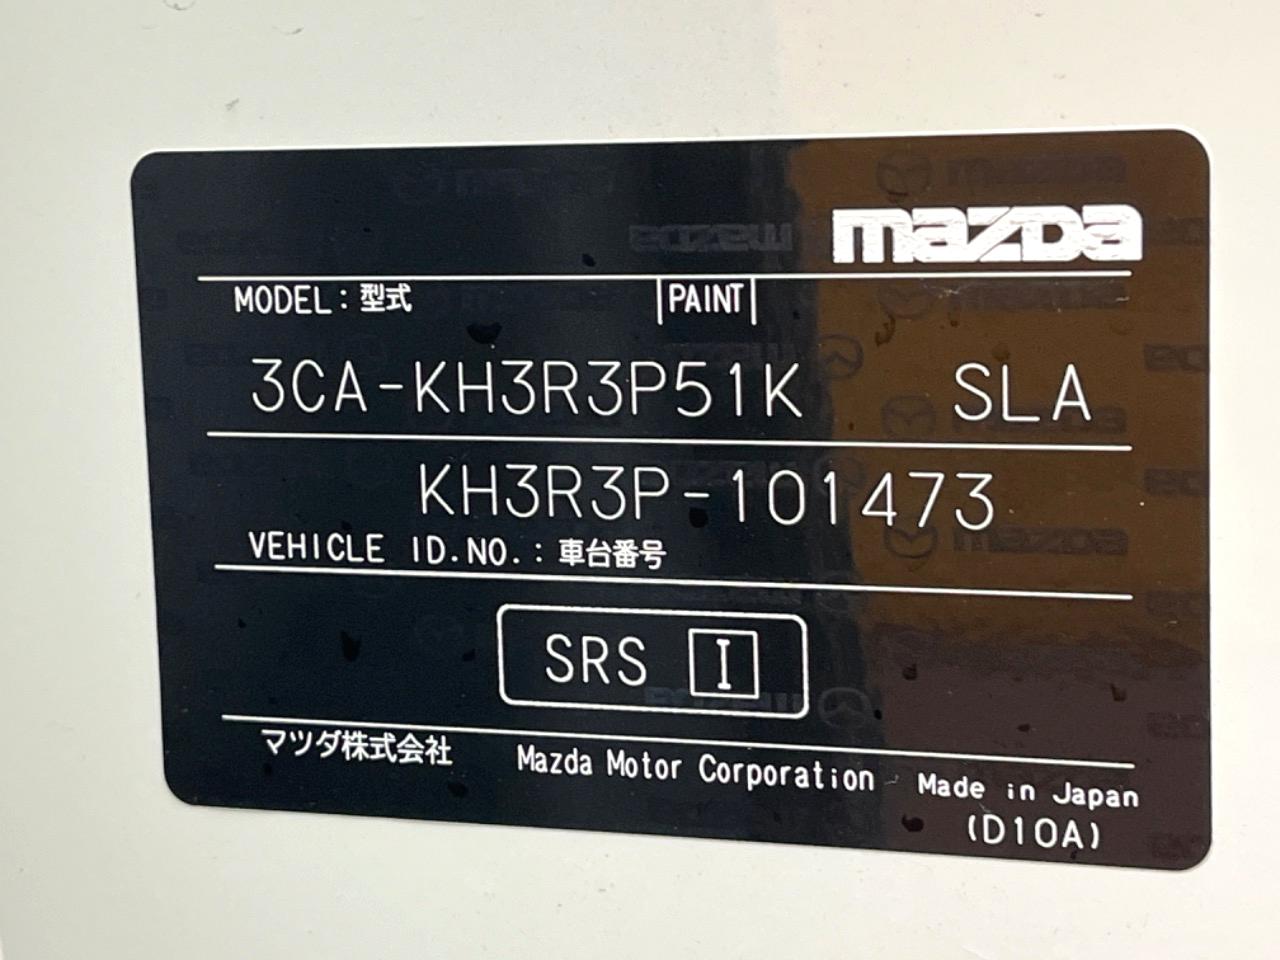 mazda
MODEL：型式 PAINT
3CA-KH3R3P51K SLA
KH3R3P-101473
VEHICLE ID.NO.：車台番号
SRS I
マツダ株式会社 Mazda Motor Corporation Made in Japan
(D10A)